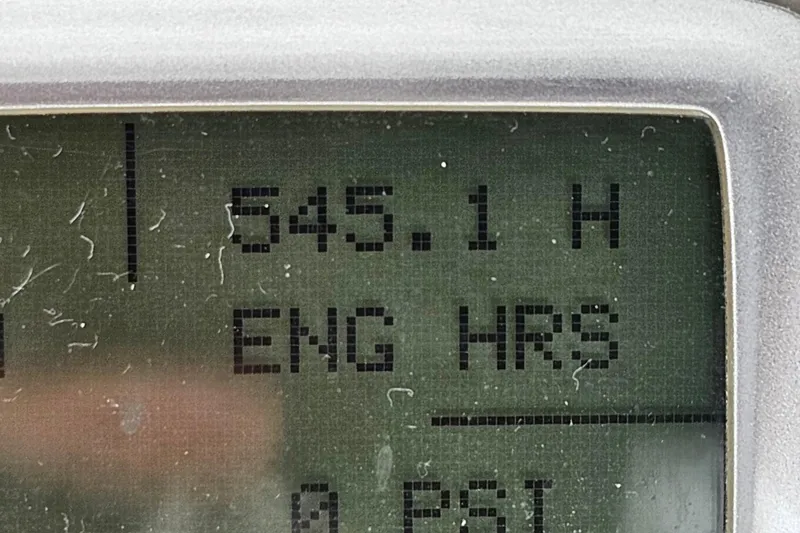 545.1 H
ENG HRS
0 PSI